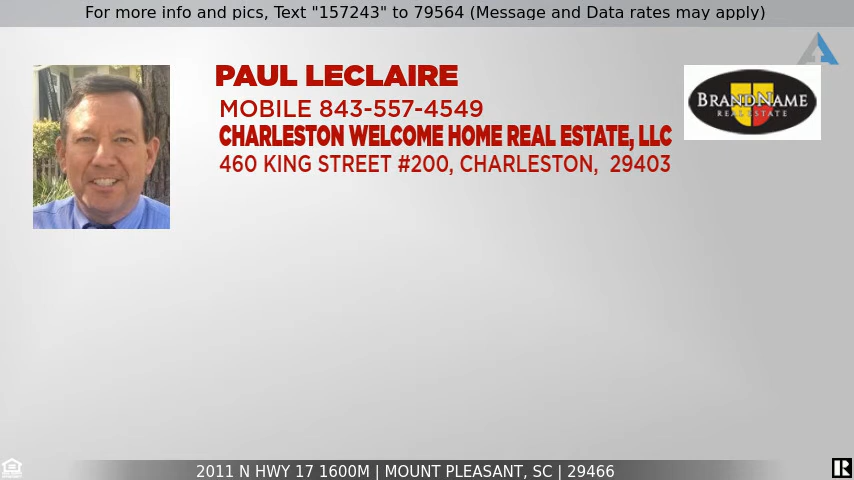 For more info and pics, Text "157243" to 79564 (Message and Data rates may apply)
PAUL LECLAIRE
MOBILE 843-557-4549
CHARLESTON WELCOME HOME REAL ESTATE, LLC
460 KING STREET #200, CHARLESTON,  29403
BRANDNAME
REAL ESTATE
2011 N HWY 17 1600M | MOUNT PLEASANT, SC | 29466